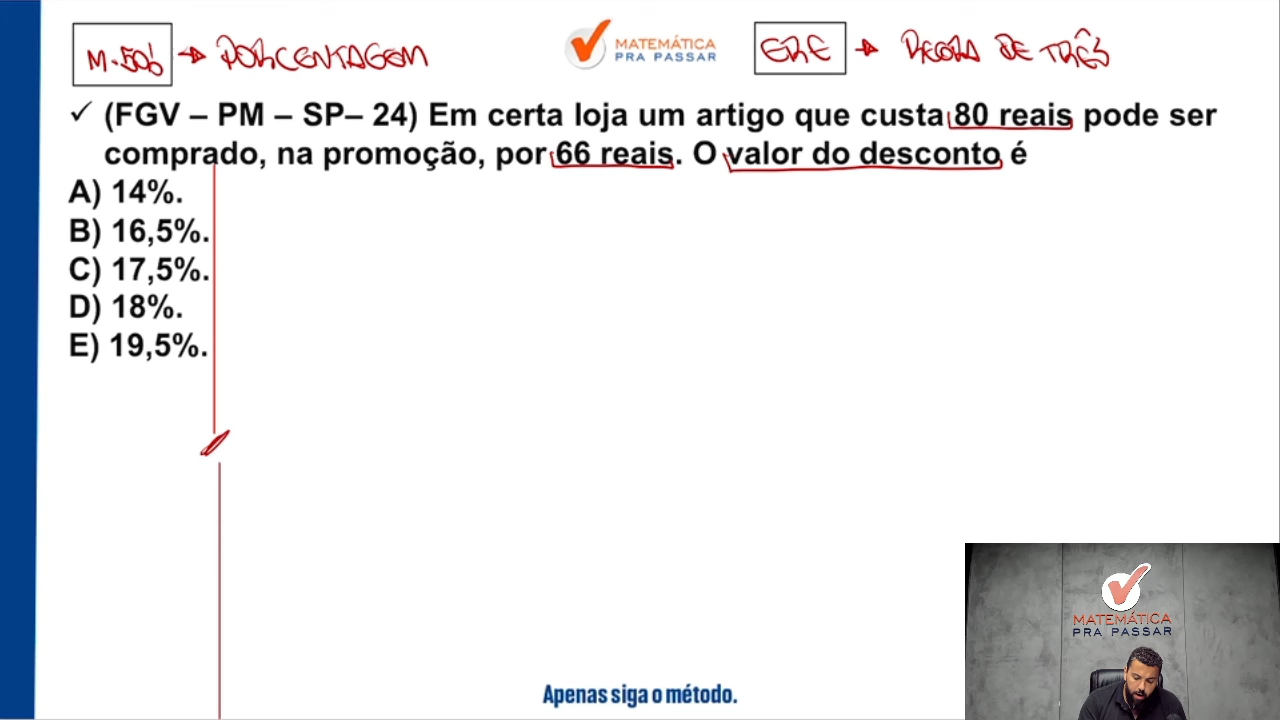 M.50% → PORCENTAGEM
MATEMÁTICA
PRA PASSAR
→ REGRA DE TRÊS
✓ (FGV – PM – SP– 24) Em certa loja um artigo que custa 80 reais pode ser
comprado, na promoção, por 66 reais. O valor do desconto é
A) 14%.
B) 16,5%.
C) 17,5%.
D) 18%.
E) 19,5%.
MATEMÁTICA
PRA PASSAR
Apenas siga o método.